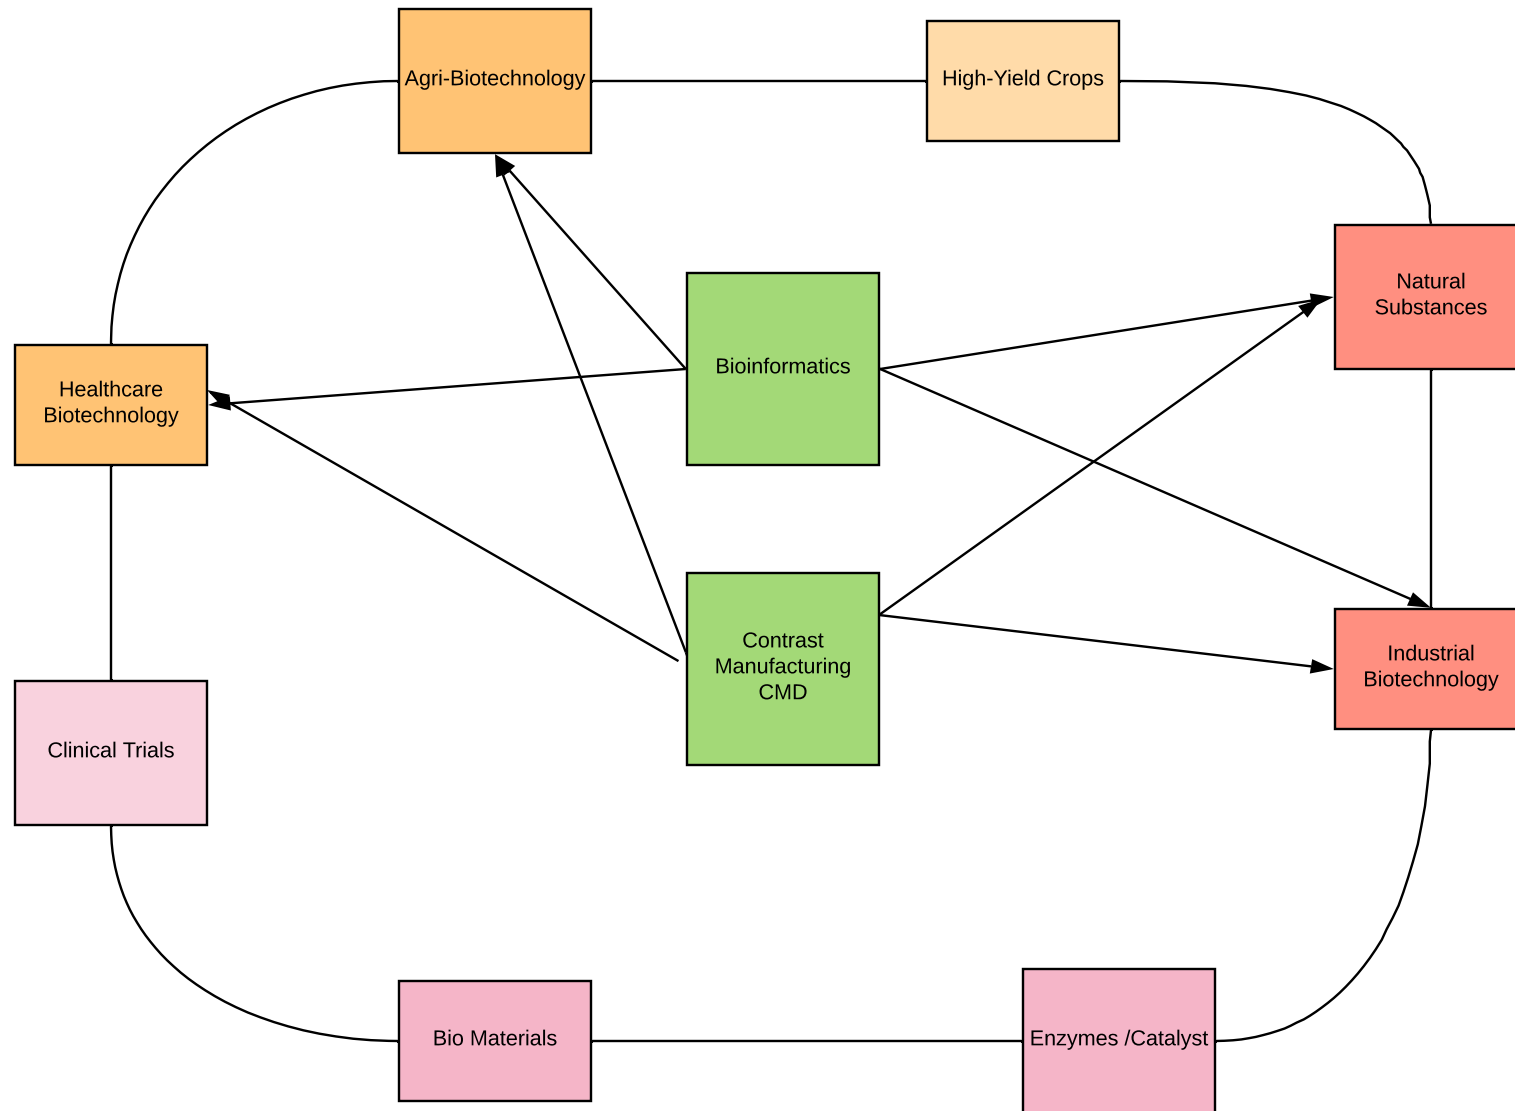 Agri-Biotechnology
High-Yield Crops
Natural
Substances
Bioinformatics
Healthcare
Biotechnology
Contrast
Manufacturing
CMD
Industrial
Biotechnology
Clinical Trials
Bio Materials
Enzymes /Catalyst